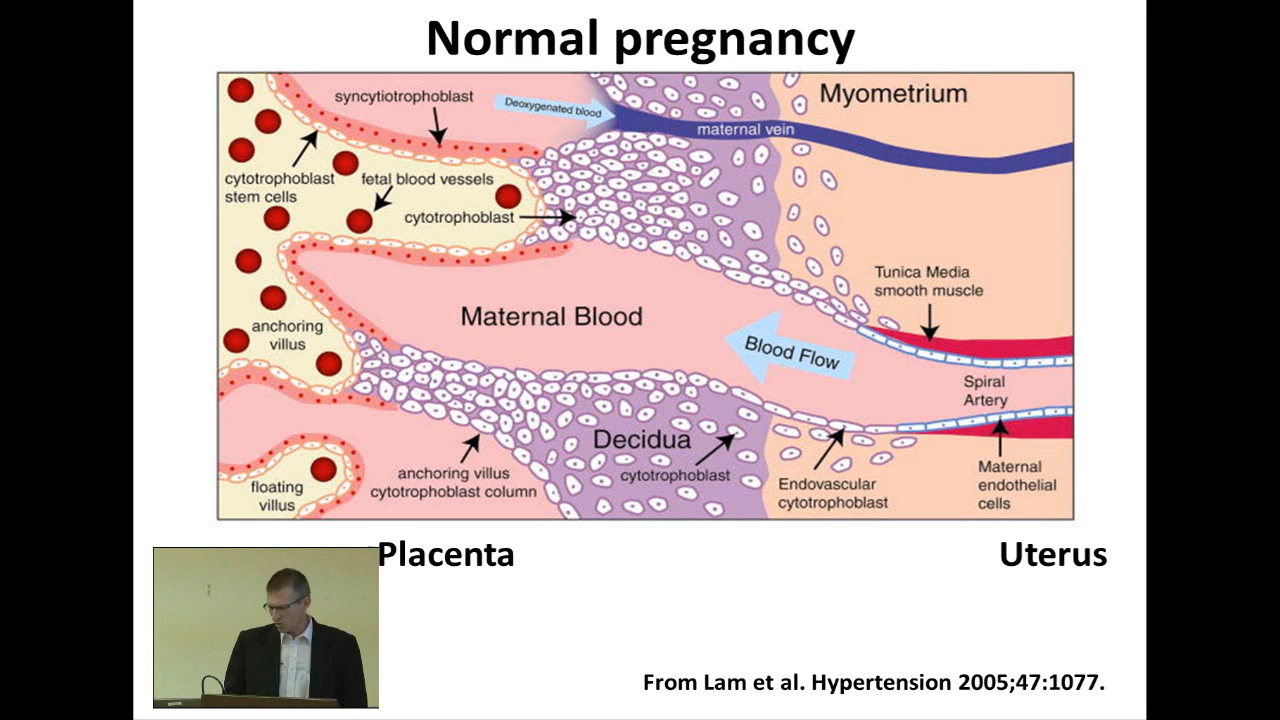 Normal pregnancy
syncytiotrophoblast
Deoxygenated blood
Myometrium
maternal vein
cytotrophoblast
stem cells
fetal blood vessels
cytotrophoblast
Tunica Media
smooth muscle
Maternal Blood
anchoring
villus
Blood Flow
Spiral
Artery
Decidua
cytotrophoblast
anchoring villus
cytotrophoblast column
floating
villus
Endovascular
cytotrophoblast
Maternal
endothelial
cells
Placenta
Uterus
From Lam et al. Hypertension 2005;47:1077.